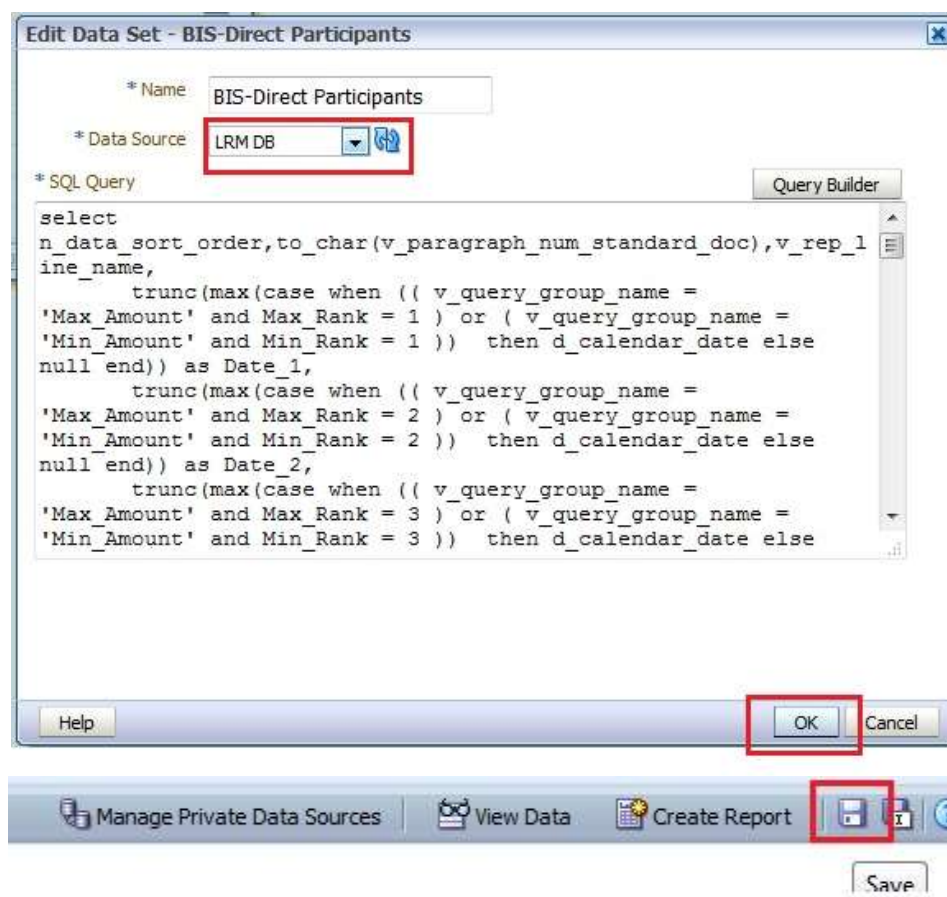 Edit Data Set - BIS-Direct Participants
* Name BIS-Direct Participants
* Data Source LRM DB
* SQL Query Query Builder
select
n_data_sort_order,to_char(v_paragraph_num_standard_doc),v_rep_l
ine_name,
trunc(max(case when (( v_query_group_name =
'Max_Amount' and Max_Rank = 1 ) or ( v_query_group_name =
'Min_Amount' and Min_Rank = 1 )) then d_calendar_date else
null end)) as Date_1,
trunc(max(case when (( v_query_group_name =
'Max_Amount' and Max_Rank = 2 ) or ( v_query_group_name =
'Min_Amount' and Min_Rank = 2 )) then d_calendar_date else
null end)) as Date_2,
trunc(max(case when (( v_query_group_name =
'Max_Amount' and Max_Rank = 3 ) or ( v_query_group_name =
'Min_Amount' and Min_Rank = 3 )) then d_calendar_date else
Help OK Cancel
Manage Private Data Sources View Data Create Report
Save